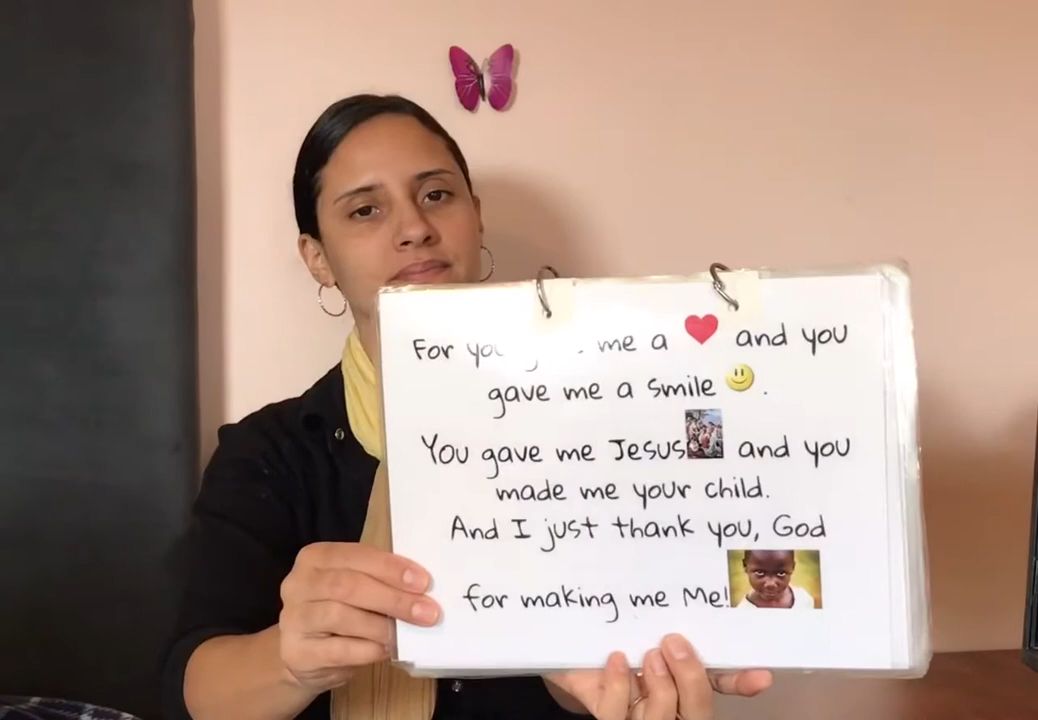 For you me a ❤ and you
gave me a smile 🙂.
You gave me Jesus and you
made me your child.
And I just thank you, God
for making me Me!